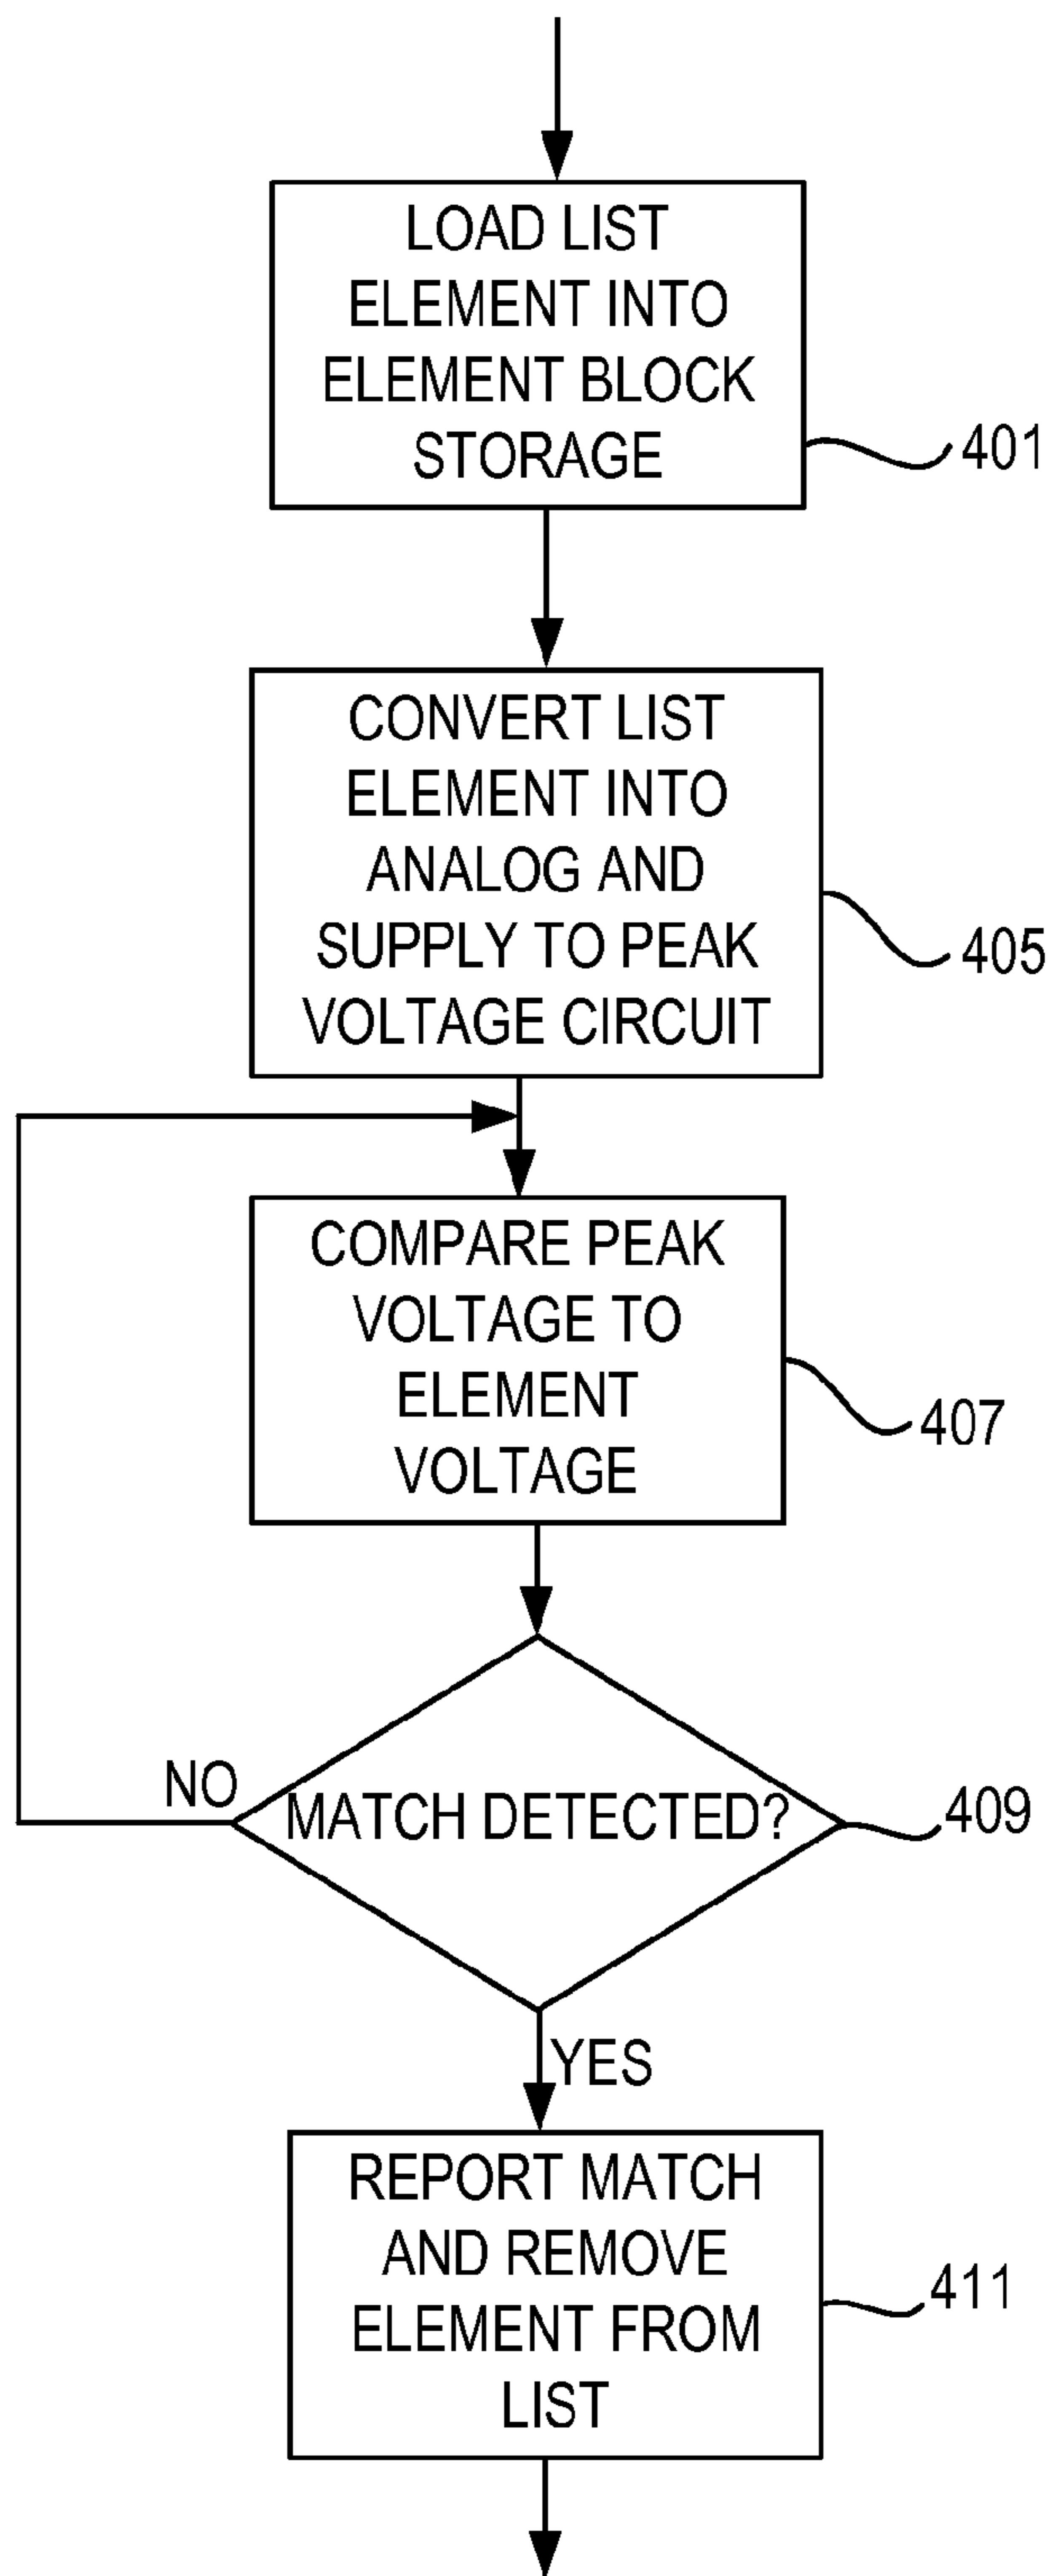 LOAD LIST
ELEMENT INTO
ELEMENT BLOCK
STORAGE
401
CONVERT LIST
ELEMENT INTO
ANALOG AND
SUPPLY TO PEAK
VOLTAGE CIRCUIT
405
COMPARE PEAK
VOLTAGE TO
ELEMENT
VOLTAGE
407
NO
MATCH DETECTED?
409
YES
REPORT MATCH
AND REMOVE
ELEMENT FROM
LIST
411